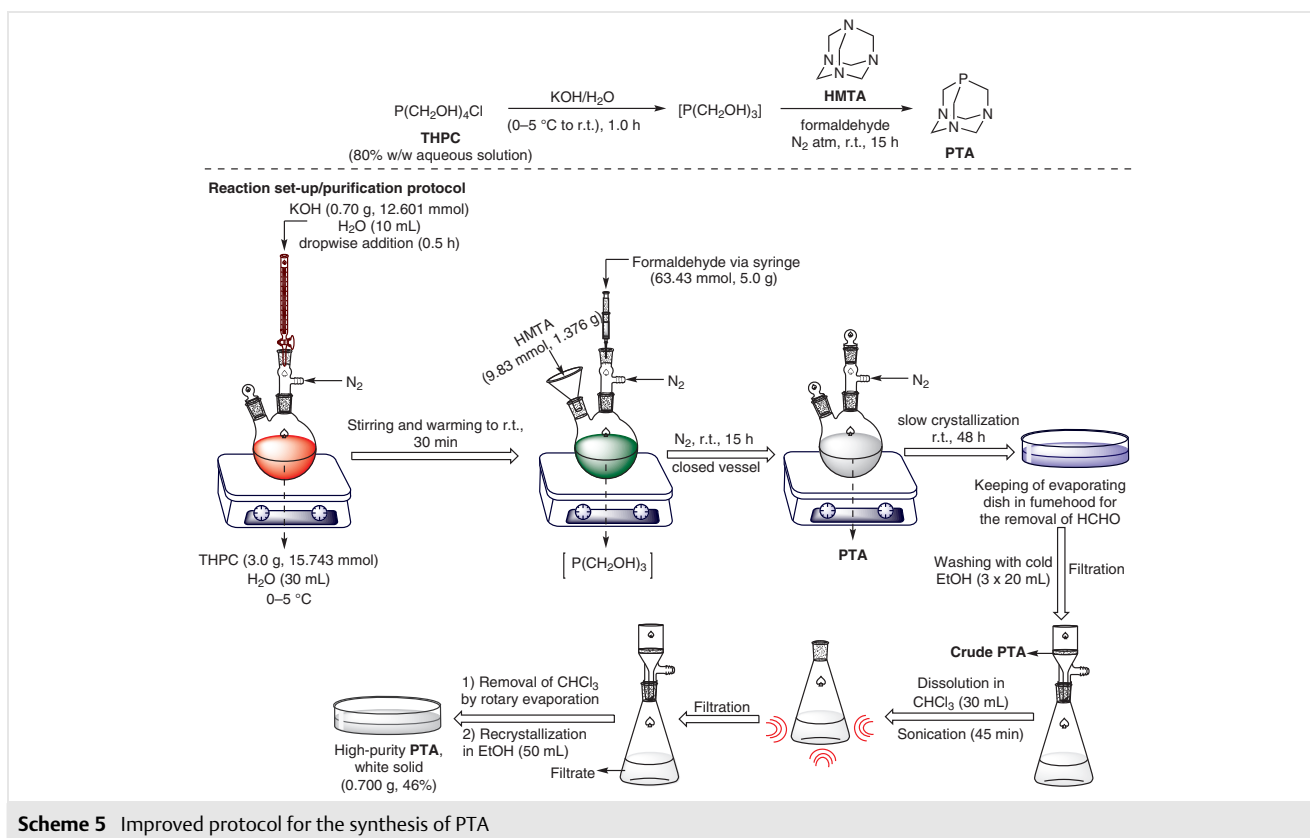 N
N
N
N
HMTA
P(CH2OH)4Cl
THPC
(80% w/w aqueous solution)
KOH/H2O
(0–5 °C to r.t.), 1.0 h
[P(CH2OH)3]
formaldehyde
N2 atm, r.t., 15 h
P
N
N
N
PTA
Reaction set-up/purification protocol
KOH (0.70 g, 12.601 mmol)
H2O (10 mL)
dropwise addition (0.5 h)
N2
THPC (3.0 g, 15.743 mmol)
H2O (30 mL)
0–5 °C
Stirring and warming to r.t.,
30 min
Formaldehyde via syringe
(63.43 mmol, 5.0 g)
HMTA
(9.83 mmol, 1.376 g)
N2
[P(CH2OH)3]
N2, r.t., 15 h
closed vessel
N2
PTA
slow crystallization
r.t., 48 h
Keeping of evaporating
dish in fumehood for
the removal of HCHO
Washing with cold
EtOH (3 x 20 mL)
Filtration
Crude PTA
Dissolution in
CHCl3 (30 mL)
Sonication (45 min)
Filtration
Filtrate
1) Removal of CHCl3
by rotary evaporation
2) Recrystallization
in EtOH (50 mL)
High-purity PTA,
white solid
(0.700 g, 46%)
Scheme 5 Improved protocol for the synthesis of PTA